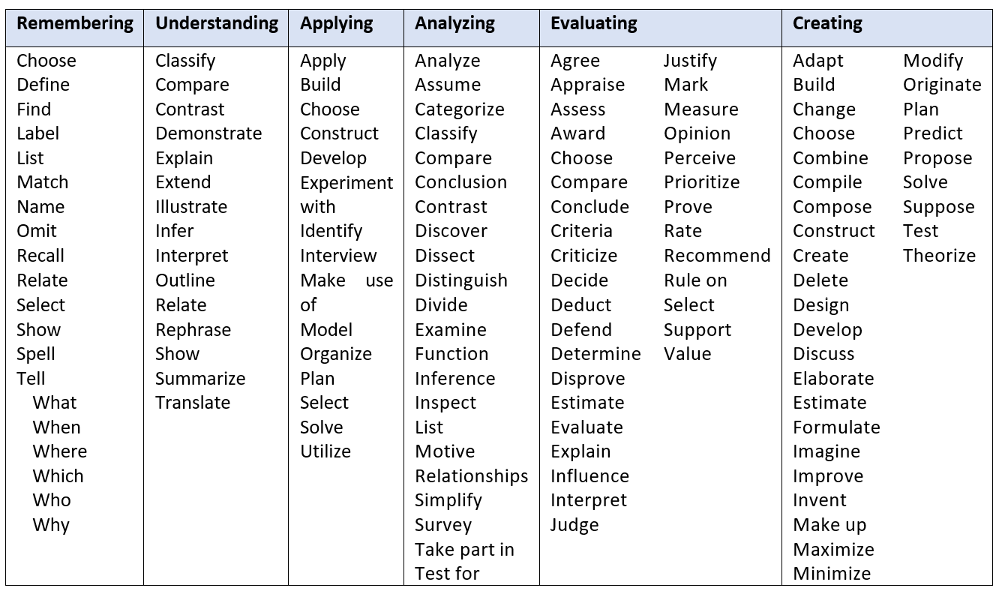 Remembering
Choose
Define
Find
Label
List
Match
Name
Omit
Recall
Relate
Select
Show
Spell
Tell
What
When
Where
Which
Who
Why
Understanding
Classify
Compare
Contrast
Demonstrate
Explain
Extend
Illustrate
Infer
Interpret
Outline
Relate
Rephrase
Show
Summarize
Translate
Applying
Apply
Build
Choose
Construct
Develop
Experiment
with
Identify
Interview
Make use
of
Model
Organize
Plan
Select
Solve
Utilize
Analyzing
Analyze
Assume
Categorize
Classify
Compare
Conclusion
Contrast
Discover
Dissect
Distinguish
Divide
Examine
Function
Inference
Inspect
List
Motive
Relationships
Simplify
Survey
Take part in
Test for
Evaluating
Agree
Appraise
Assess
Award
Choose
Compare
Conclude
Criteria
Criticize
Decide
Deduct
Defend
Determine
Disprove
Estimate
Evaluate
Explain
Influence
Interpret
Judge
Justify
Mark
Measure
Opinion
Perceive
Prioritize
Prove
Rate
Recommend
Rule on
Select
Support
Value
Creating
Adapt
Build
Change
Choose
Combine
Compile
Compose
Construct
Create
Delete
Design
Develop
Discuss
Elaborate
Estimate
Formulate
Imagine
Improve
Invent
Make up
Maximize
Minimize
Modify
Originate
Plan
Predict
Propose
Solve
Suppose
Test
Theorize